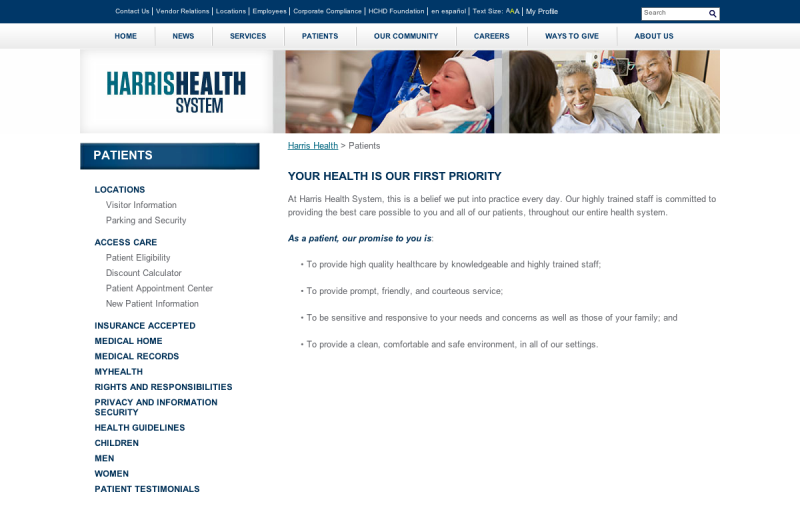 Contact Us | Vendor Relations | Locations | Employees | Corporate Compliance | HCHD Foundation | en español | Text Size: AAA | My Profile
Search
HOME NEWS SERVICES PATIENTS OUR COMMUNITY CAREERS WAYS TO GIVE ABOUT US
HARRISHEALTH
SYSTEM
PATIENTS
LOCATIONS
Visitor Information
Parking and Security
ACCESS CARE
Patient Eligibility
Discount Calculator
Patient Appointment Center
New Patient Information
INSURANCE ACCEPTED
MEDICAL HOME
MEDICAL RECORDS
MYHEALTH
RIGHTS AND RESPONSIBILITIES
PRIVACY AND INFORMATION
SECURITY
HEALTH GUIDELINES
CHILDREN
MEN
WOMEN
PATIENT TESTIMONIALS
Harris Health > Patients
YOUR HEALTH IS OUR FIRST PRIORITY
At Harris Health System, this is a belief we put into practice every day. Our highly trained staff is committed to
providing the best care possible to you and all of our patients, throughout our entire health system.
As a patient, our promise to you is:
• To provide high quality healthcare by knowledgeable and highly trained staff;
• To provide prompt, friendly, and courteous service;
• To be sensitive and responsive to your needs and concerns as well as those of your family; and
• To provide a clean, comfortable and safe environment, in all of our settings.